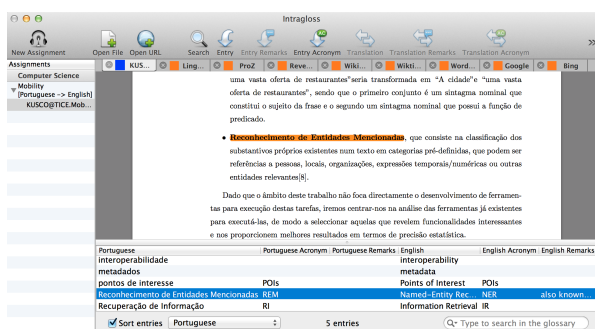 Intragloss
New Assignment Open File Open URL Search Entry Entry Remarks Entry Acronym Translation Translation Remarks Translation Acronym
Assignments KUS... Ling... ProZ Reve... Wiki... Wikti... Word... Google Bing
Computer Science
Mobility
[Portuguese -> English]
KUSCO@TICE.Mob...
uma vasta oferta de restaurantes"seria transformada em "A cidade"e "uma vasta
oferta de restaurantes", sendo que o primeiro conjunto é um sintagma nominal que
constitui o sujeito da frase e o segundo um sintagma nominal que possui a função de
predicado.
• Reconhecimento de Entidades Mencionadas, que consiste na classificação dos
substantivos próprios existentes num texto em categorias pré-definidas, que podem ser
referências a pessoas, locais, organizações, expressões temporais/numéricas ou outras
entidades relevantes[8].
Dado que o âmbito deste trabalho não foca directamente o desenvolvimento de ferramen-
tas para execução destas tarefas, iremos centrar-nos na análise das ferramentas já existentes
para executá-las, de modo a seleccionar aquelas que revelem funcionalidades interessantes
e nos proporcionem melhores resultados em termos de precisão estatística.
Portuguese Portuguese Acronym Portuguese Remarks English English Acronym English Remarks
interoperabilidade interoperability
metadados metadata
pontos de interesse POIs Points of Interest POIs
Reconhecimento de Entidades Mencionadas REM Named-Entity Rec... NER also known...
Recuperação de Informação RI Information Retrieval IR
Sort entries Portuguese 5 entries Type to search in the glossary